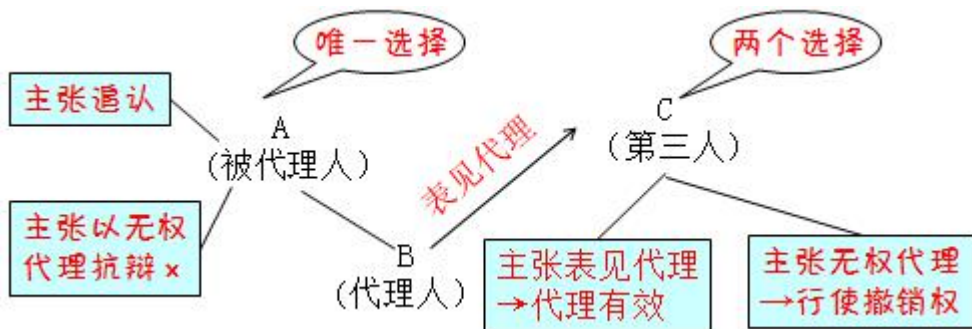 唯一选择
两个选择
主张追认
A
(被代理人)
C
(第三人)
表见代理
主张以无权
代理抗辩×
B
(代理人)
主张表见代理
→代理有效
主张无权代理
→行使撤销权